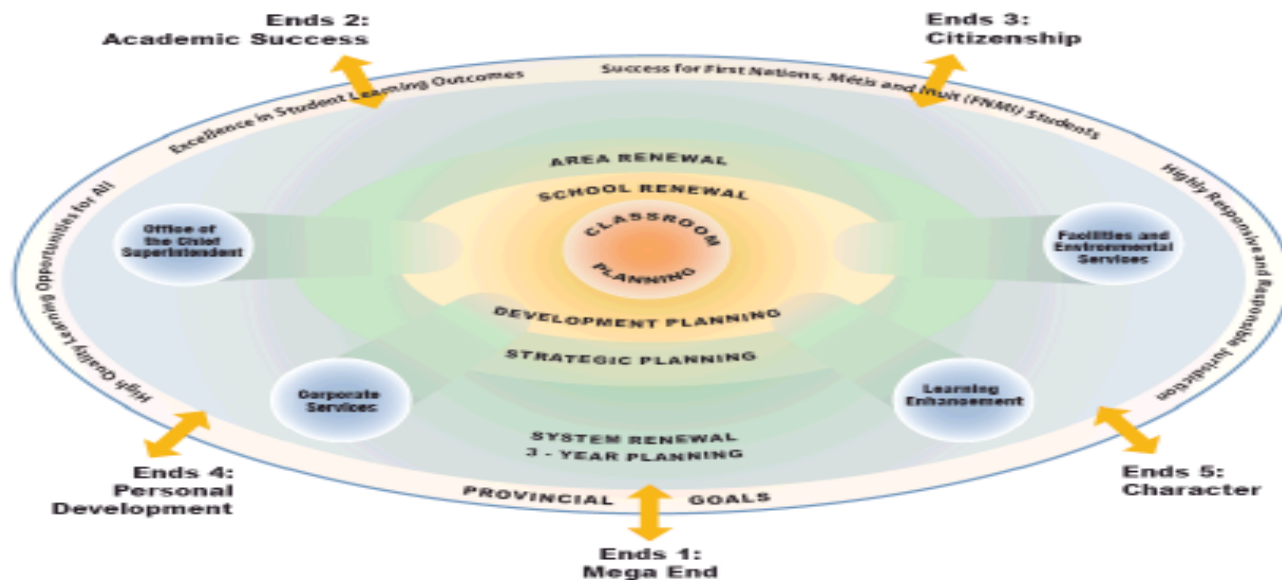 Ends 2:
Academic Success
Ends 3:
Citizenship
Excellence in Student Learning Outcomes
Success for First Nations, Métis and Inuit (FNMI) Students
High Quality Learning Opportunities for All
Highly Responsive and Responsible Jurisdiction
AREA RENEWAL
SCHOOL RENEWAL
CLASSROOM
PLANNING
Office of
the Chief
Superintendent
Facilities and
Environmental
Services
DEVELOPMENT PLANNING
STRATEGIC PLANNING
Corporate
Services
Learning
Enhancement
SYSTEM RENEWAL
3 - YEAR PLANNING
PROVINCIAL GOALS
Ends 4:
Personal
Development
Ends 5:
Character
Ends 1:
Mega End